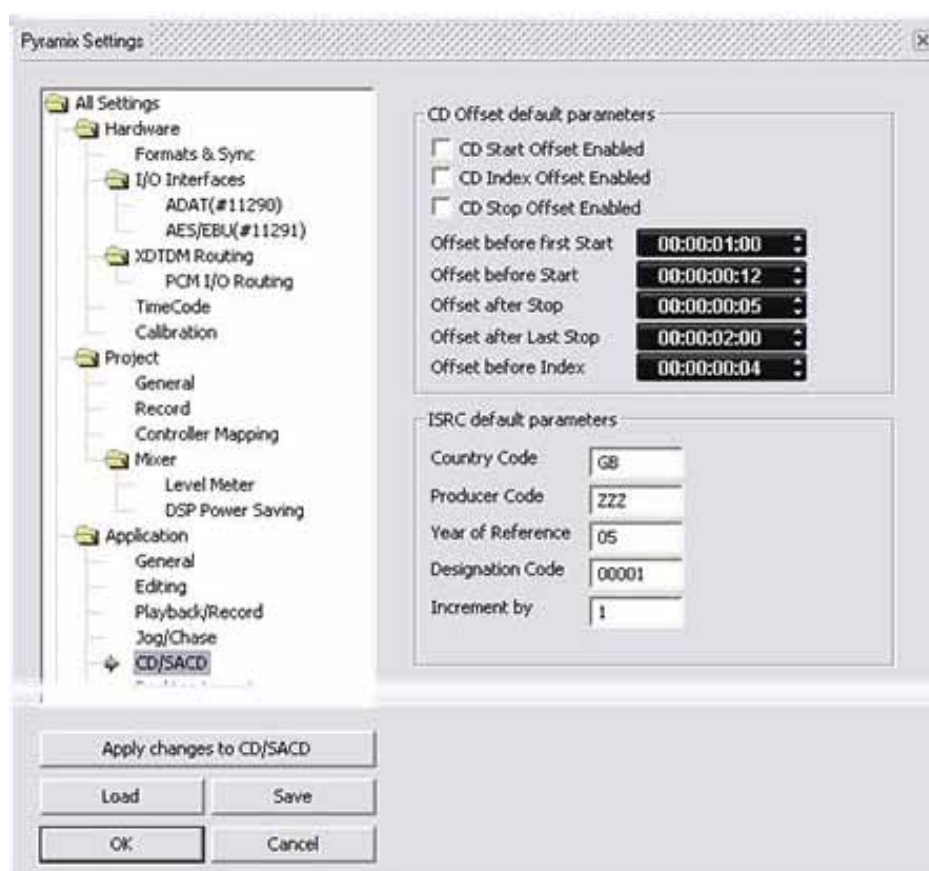 Pyramix Settings
All Settings
Hardware
Formats & Sync
I/O Interfaces
ADAT(#11290)
AES/EBU(#11291)
XDTDM Routing
PCM I/O Routing
TimeCode
Calibration
Project
General
Record
Controller Mapping
Mixer
Level Meter
DSP Power Saving
Application
General
Editing
Playback/Record
Jog/Chase
CD/SACD
CD Offset default parameters
CD Start Offset Enabled
CD Index Offset Enabled
CD Stop Offset Enabled
Offset before first Start 00:00:01:00
Offset before Start 00:00:00:12
Offset after Stop 00:00:00:05
Offset after Last Stop 00:00:02:00
Offset before Index 00:00:00:04
ISRC default parameters
Country Code GB
Producer Code ZZZ
Year of Reference 05
Designation Code 00001
Increment by 1
Apply changes to CD/SACD
Load Save
OK Cancel